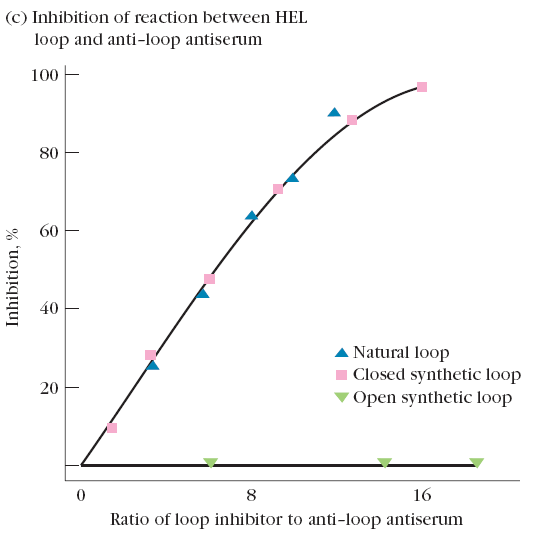 (c) Inhibition of reaction between HEL
loop and anti-loop antiserum
100
80
60
40
20
Inhibition, %
Natural loop
Closed synthetic loop
Open synthetic loop
0 8 16
Ratio of loop inhibitor to anti-loop antiserum